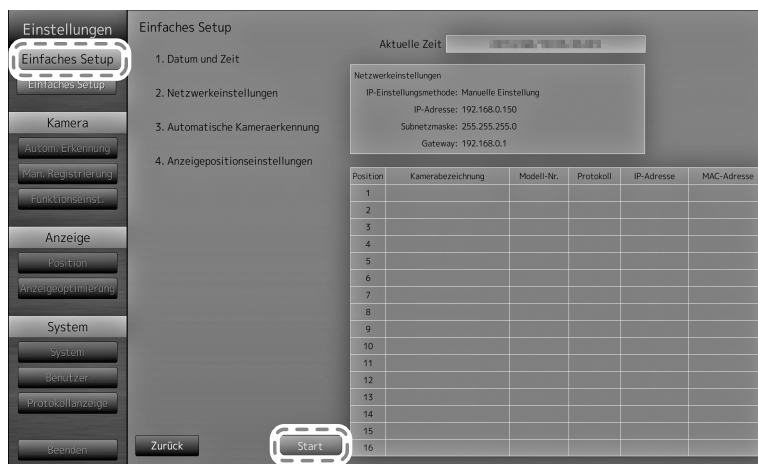 Einstellungen
Einfaches Setup
Einfaches Setup
Kamera
Autom. Erkennung
Man. Registrierung
Funktionseinst.
Anzeige
Position
Anzeigeoptimierung
System
System
Benutzer
Protokollanzeige
Beenden
Einfaches Setup
1. Datum und Zeit
2. Netzwerkeinstellungen
3. Automatische Kameraerkennung
4. Anzeigepositionseinstellungen
Zurück
Start
Aktuelle Zeit
Netzwerkeinstellungen
IP-Einstellungsmethode: Manuelle Einstellung
IP-Adresse: 192.168.0.150
Subnetzmaske: 255.255.255.0
Gateway: 192.168.0.1
Position Kamerabezeichnung Modell-Nr. Protokoll IP-Adresse MAC-Adresse
1
2
3
4
5
6
7
8
9
10
11
12
13
14
15
16